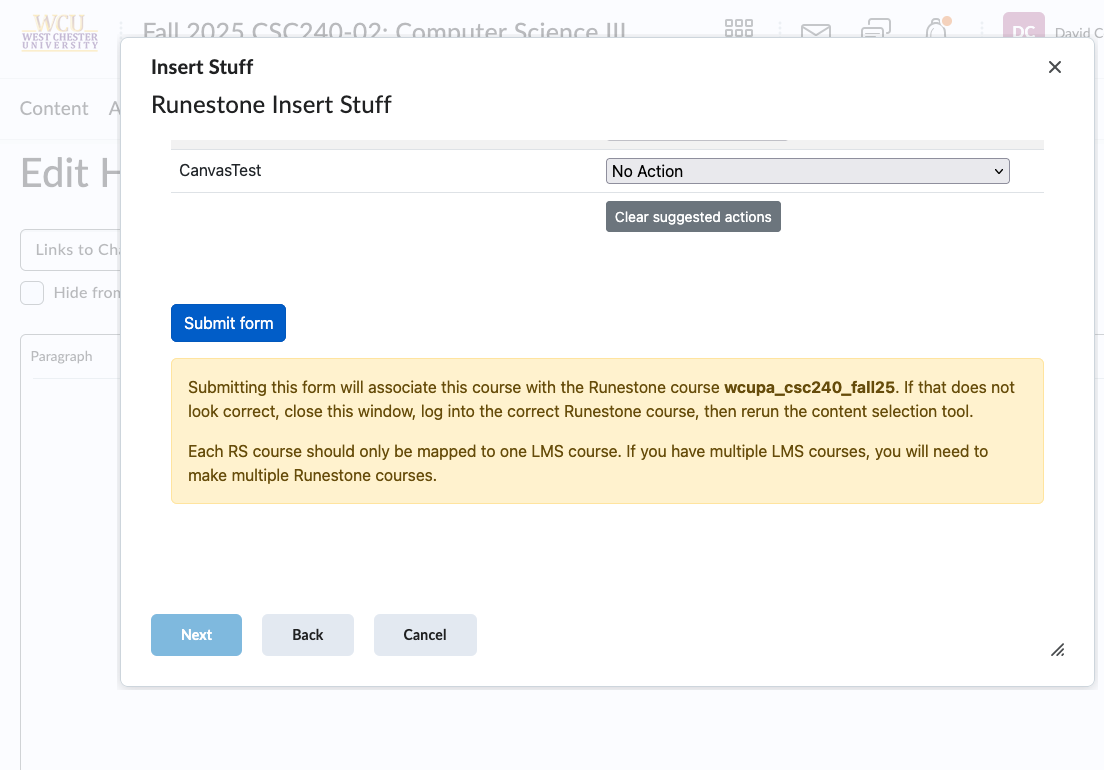 WCU
WEST CHESTER
UNIVERSITY
Fall 2025 CSC240-02: Computer Science III
DC
David C
Insert Stuff
Runestone Insert Stuff
Content A
Edit H
CanvasTest
No Action
Clear suggested actions
Links to Cha
Hide from
Submit form
Paragraph
Submitting this form will associate this course with the Runestone course wcupa_csc240_fall25. If that does not
look correct, close this window, log into the correct Runestone course, then rerun the content selection tool.
Each RS course should only be mapped to one LMS course. If you have multiple LMS courses, you will need to
make multiple Runestone courses.
Next
Back
Cancel